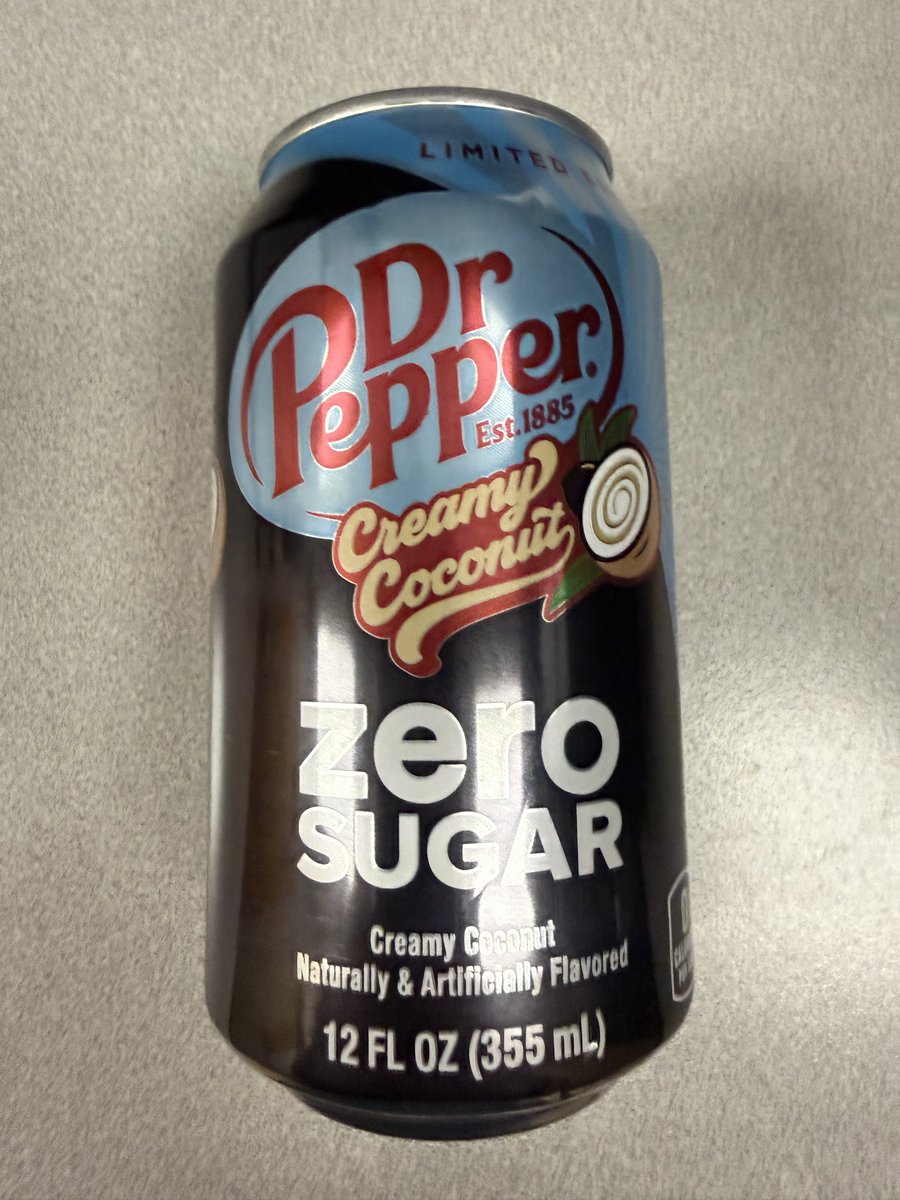 LIMITED
Dr
Pepper.
Est.1885
Creamy
Coconut
zero
SUGAR
Creamy Coconut
Naturally & Artificially Flavored
12 FL OZ (355 mL)